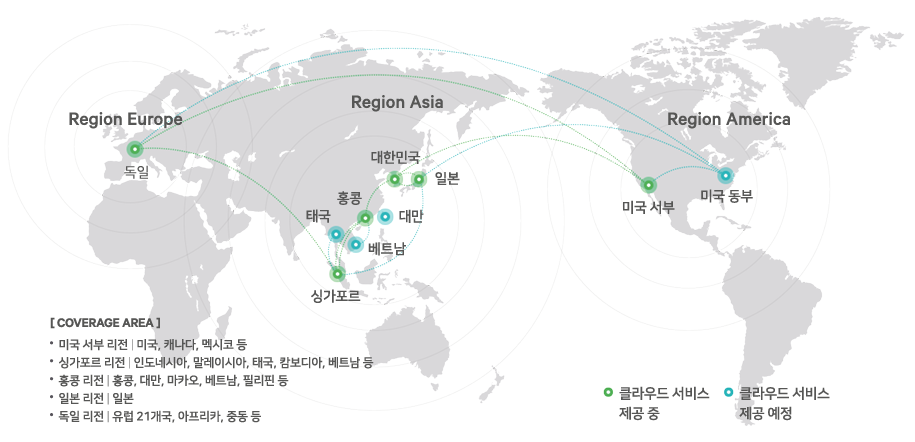 Region Asia
Region Europe
Region America
대한민국
독일
일본
홍콩
미국 서부
미국 동부
태국
대만
베트남
싱가포르
[ COVERAGE AREA ]
• 미국 서부 리전 | 미국, 캐나다, 멕시코 등
• 싱가포르 리전 | 인도네시아, 말레이시아, 태국, 캄보디아, 베트남 등
• 홍콩 리전 | 홍콩, 대만, 마카오, 베트남, 필리핀 등
• 일본 리전 | 일본
• 독일 리전 | 유럽 21개국, 아프리카, 중동 등
클라우드 서비스
제공 중
클라우드 서비스
제공 예정